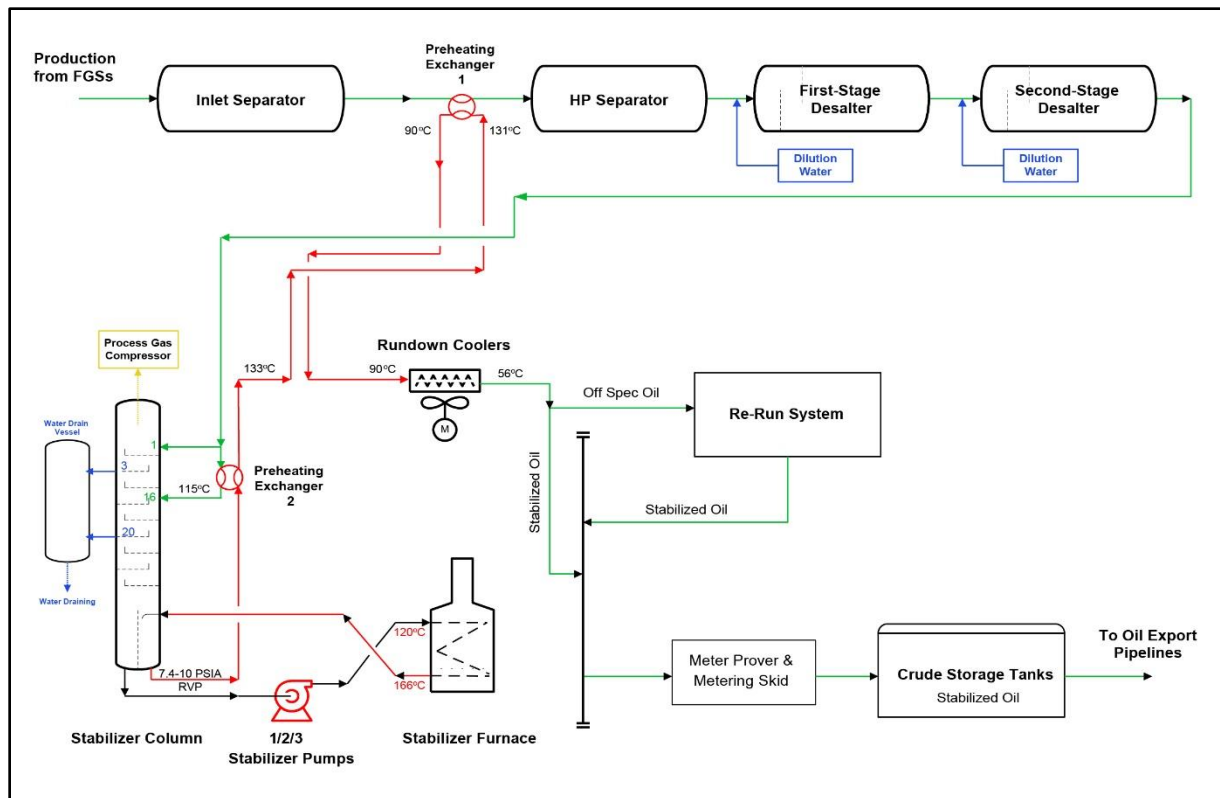 Production
from FGSs
Inlet Separator
Preheating
Exchanger
1
90°C
131°C
HP Separator
First-Stage
Desalter
Second-Stage
Desalter
Dilution
Water
Dilution
Water
Process Gas
Compressor
133°C
Rundown Coolers
90°C
56°C
M
Off Spec Oil
Re-Run System
Water Drain
Vessel
1
3
16
20
115°C
Preheating
Exchanger
2
Stabilized Oil
Stabilized Oil
Water Draining
120°C
166°C
7.4-10 PSIA
RVP
Meter Prover &
Metering Skid
Crude Storage Tanks
Stabilized Oil
To Oil Export
Pipelines
Stabilizer Column
1/2/3
Stabilizer Pumps
Stabilizer Furnace